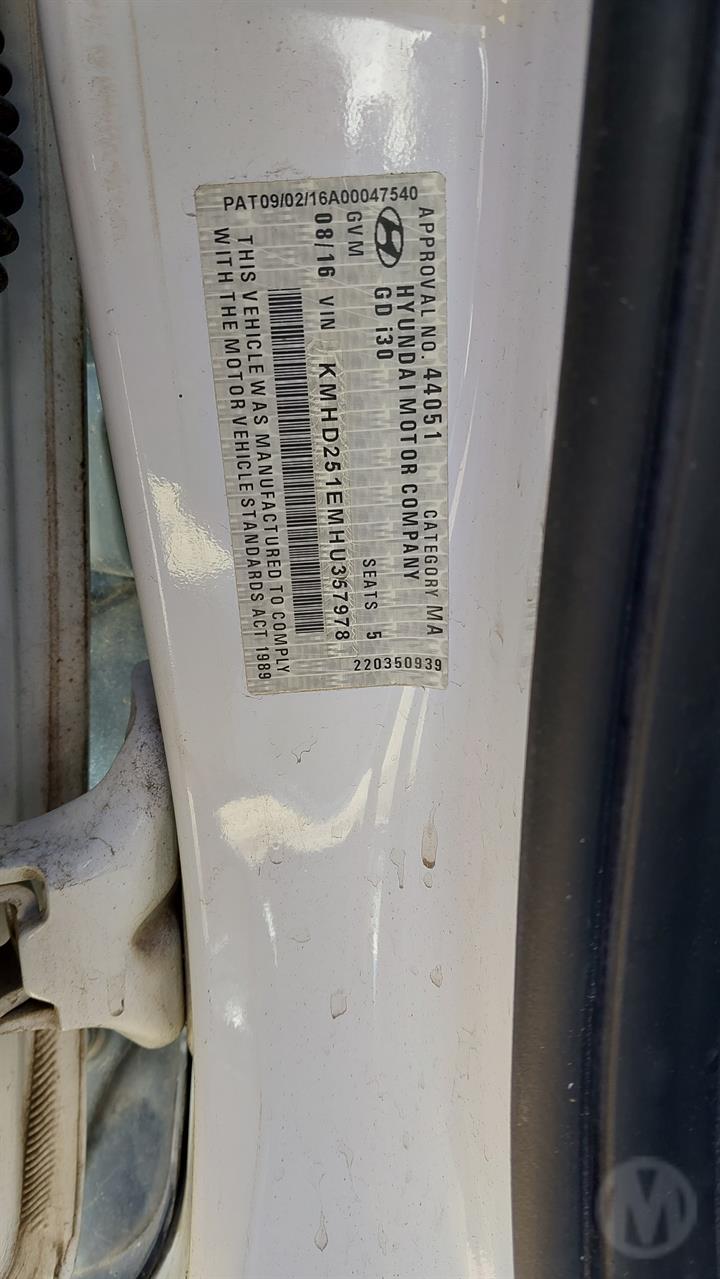 APPROVAL NO. 44051 CATEGORY MA
HYUNDAI MOTOR COMPANY
GD i30
GVM SEATS 5
08/16 VIN KMHD251EMHU357978
THIS VEHICLE WAS MANUFACTURED TO COMPLY
WITH THE MOTOR VEHICLE STANDARDS ACT 1989
PAT09/02/16A00047540
220350939
M